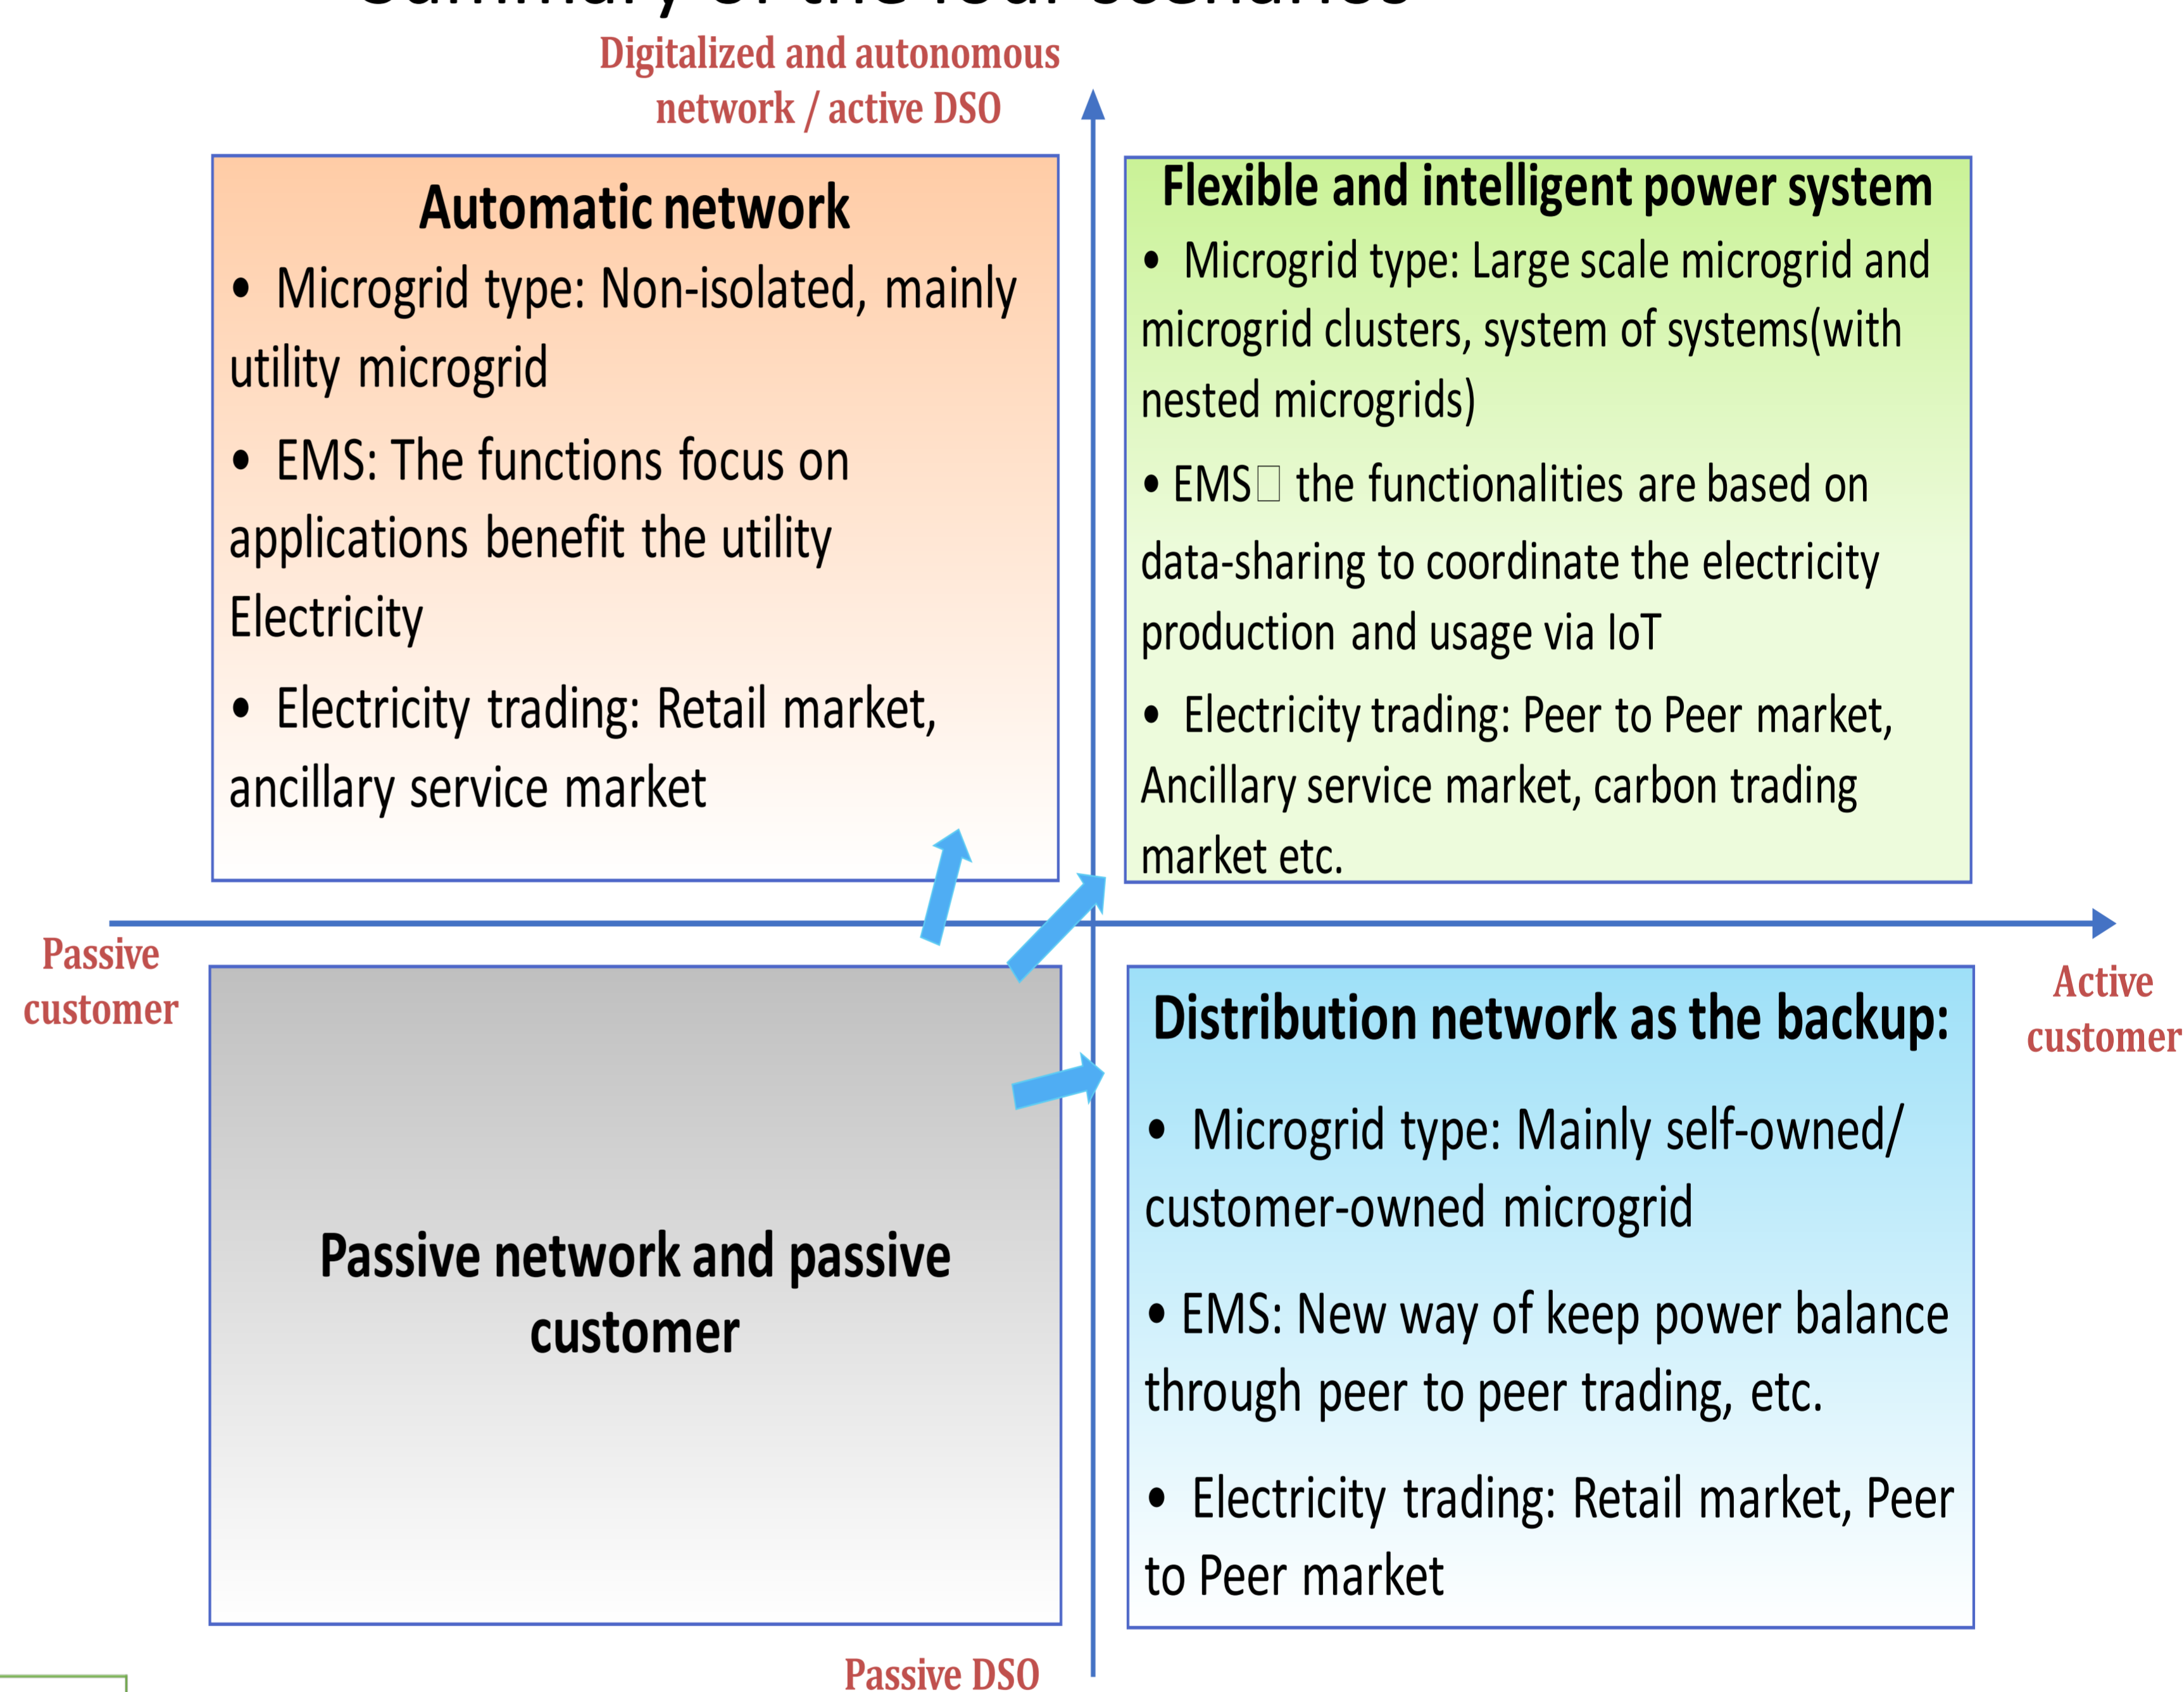 Summary of the four scenarios
Digitalized and autonomous
network / active DSO
Automatic network
• Microgrid type: Non-isolated, mainly
utility microgrid
• EMS: The functions focus on
applications benefit the utility
Electricity
• Electricity trading: Retail market,
ancillary service market
Flexible and intelligent power system
• Microgrid type: Large scale microgrid and
microgrid clusters, system of systems(with
nested microgrids)
• EMS□ the functionalities are based on
data-sharing to coordinate the electricity
production and usage via IoT
• Electricity trading: Peer to Peer market,
Ancillary service market, carbon trading
market etc.
Passive
customer
Active
customer
Passive network and passive
customer
Distribution network as the backup:
• Microgrid type: Mainly self-owned/
customer-owned microgrid
• EMS: New way of keep power balance
through peer to peer trading, etc.
• Electricity trading: Retail market, Peer
to Peer market
Passive DSO